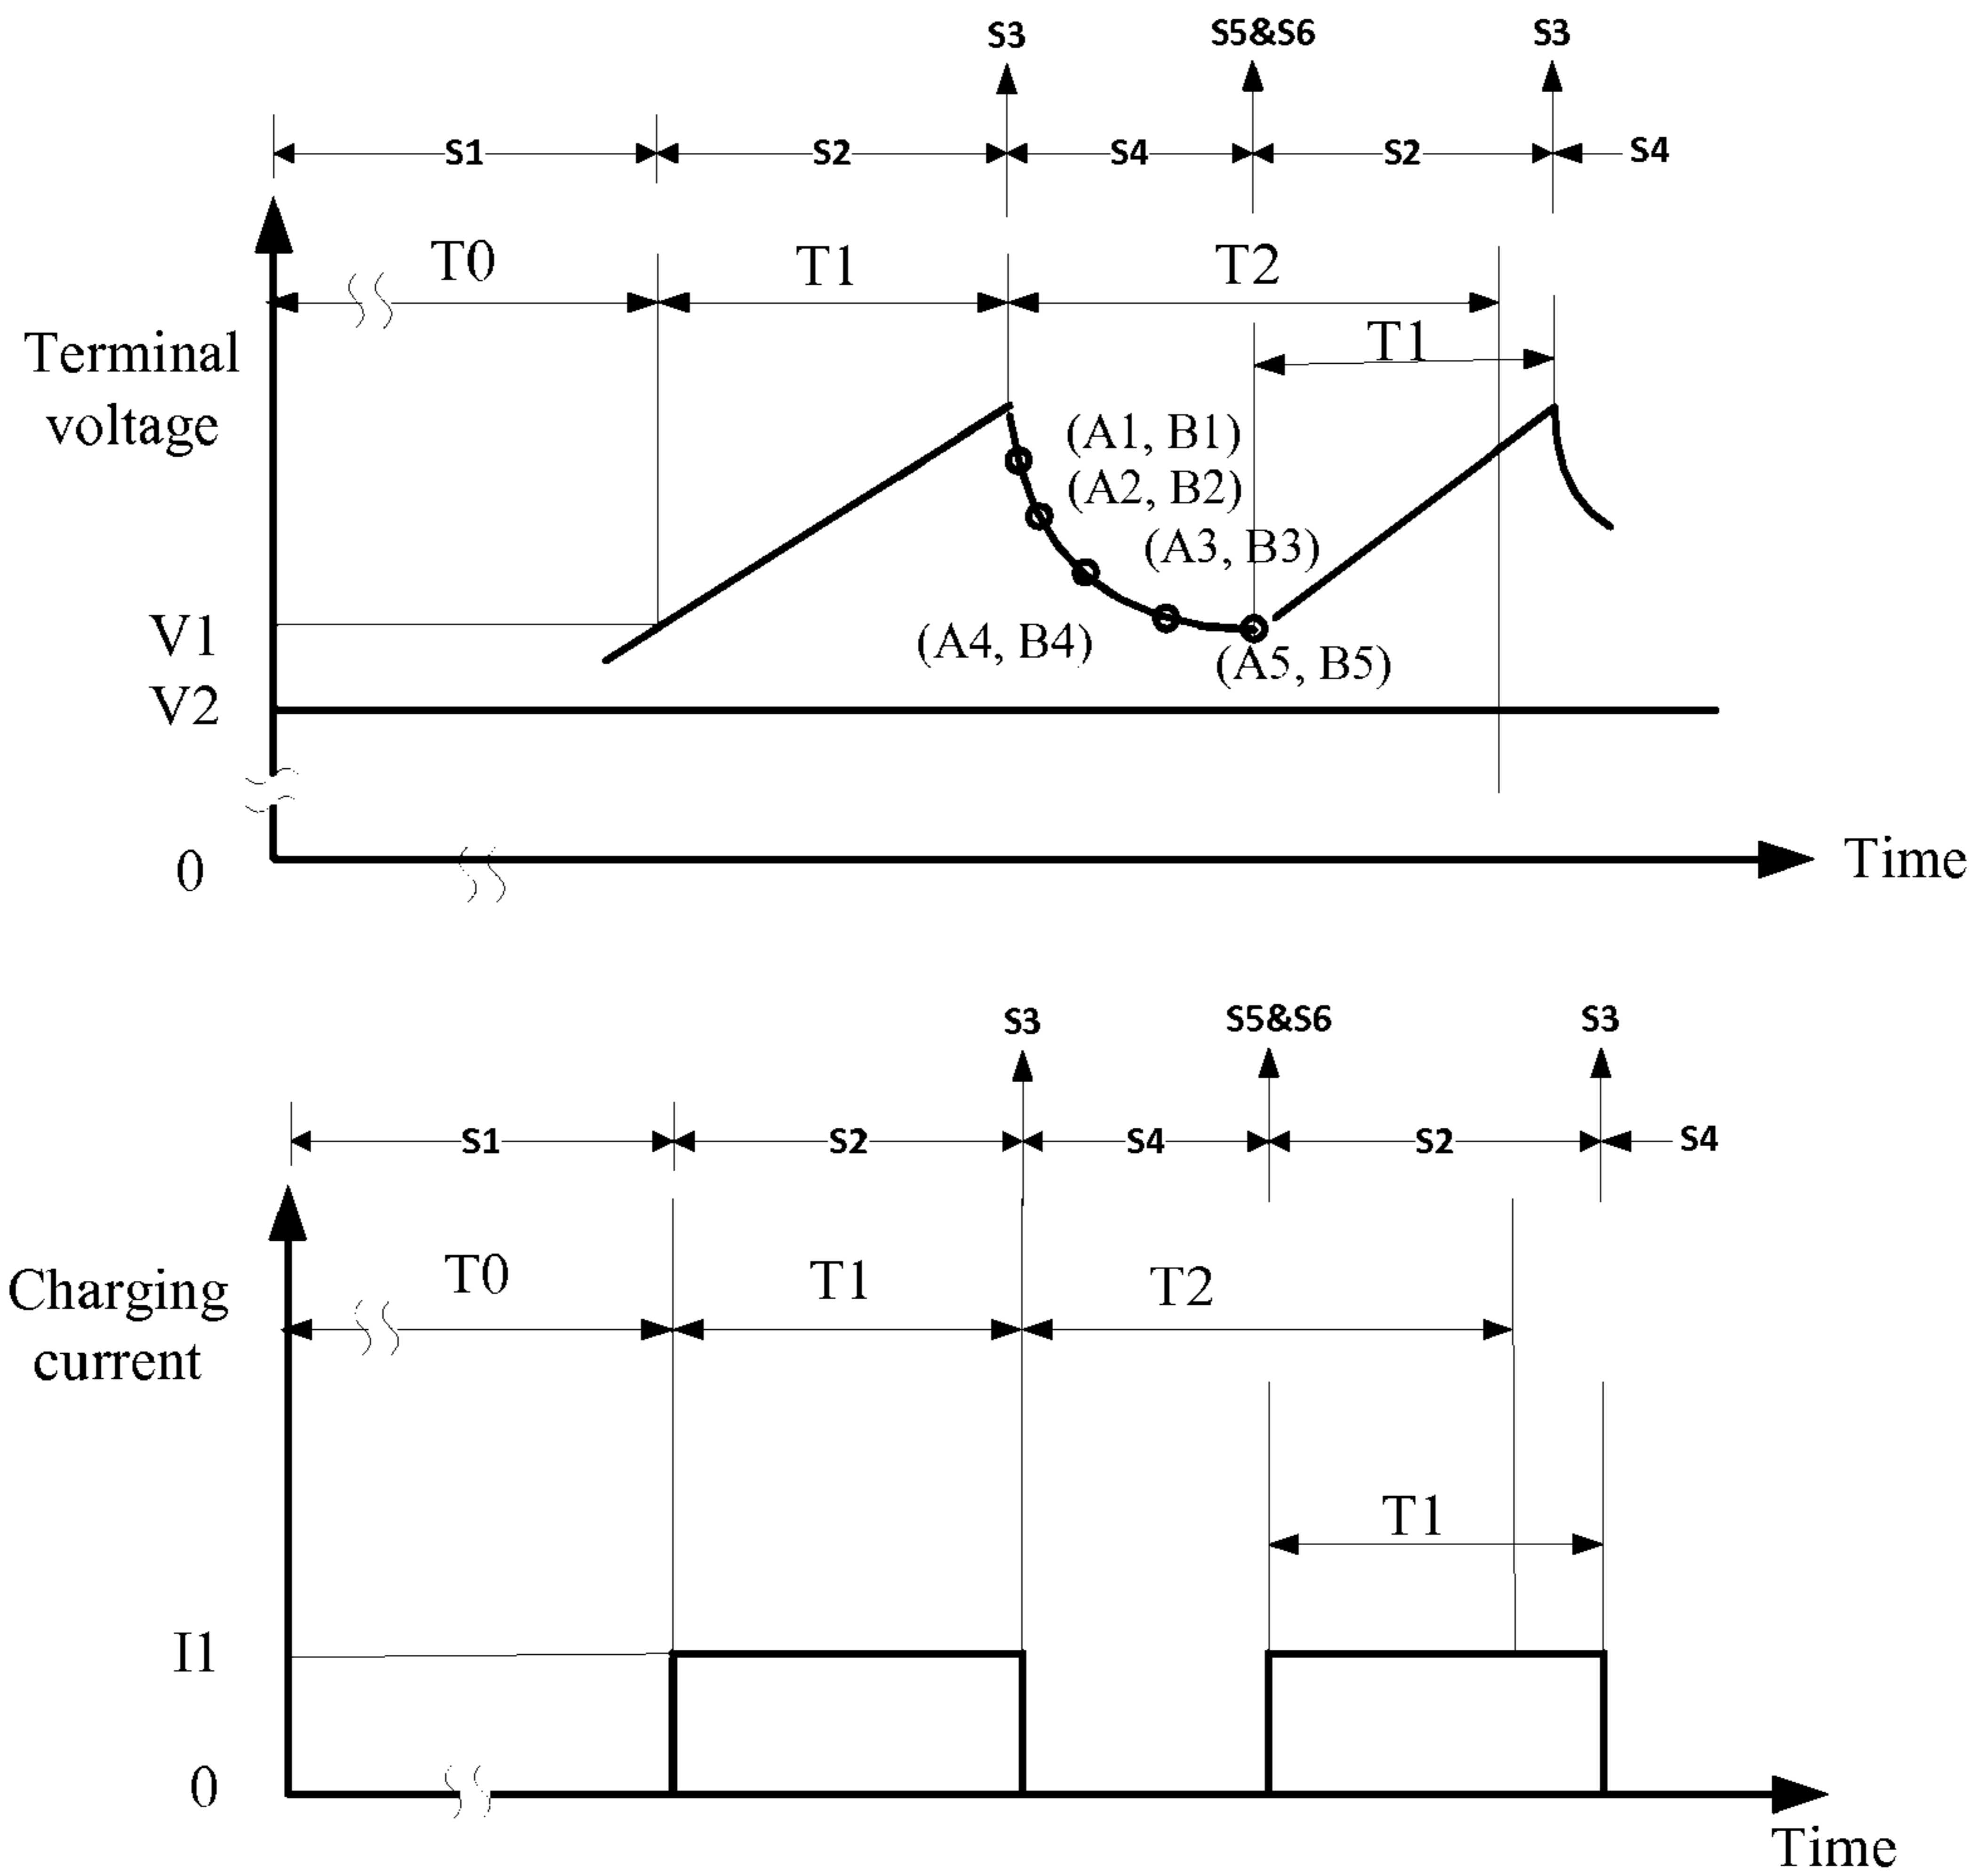 S3 S5&S6 S3
S1 S2 S4 S2 S4
T0 T1 T2
T1
Terminal
voltage
(A1, B1)
(A2, B2)
(A3, B3)
V1
(A4, B4)
(A5, B5)
V2
0
Time
S3 S5&S6 S3
S1 S2 S4 S2 S4
T0 T1 T2
Charging
current
T1
I1
0
Time